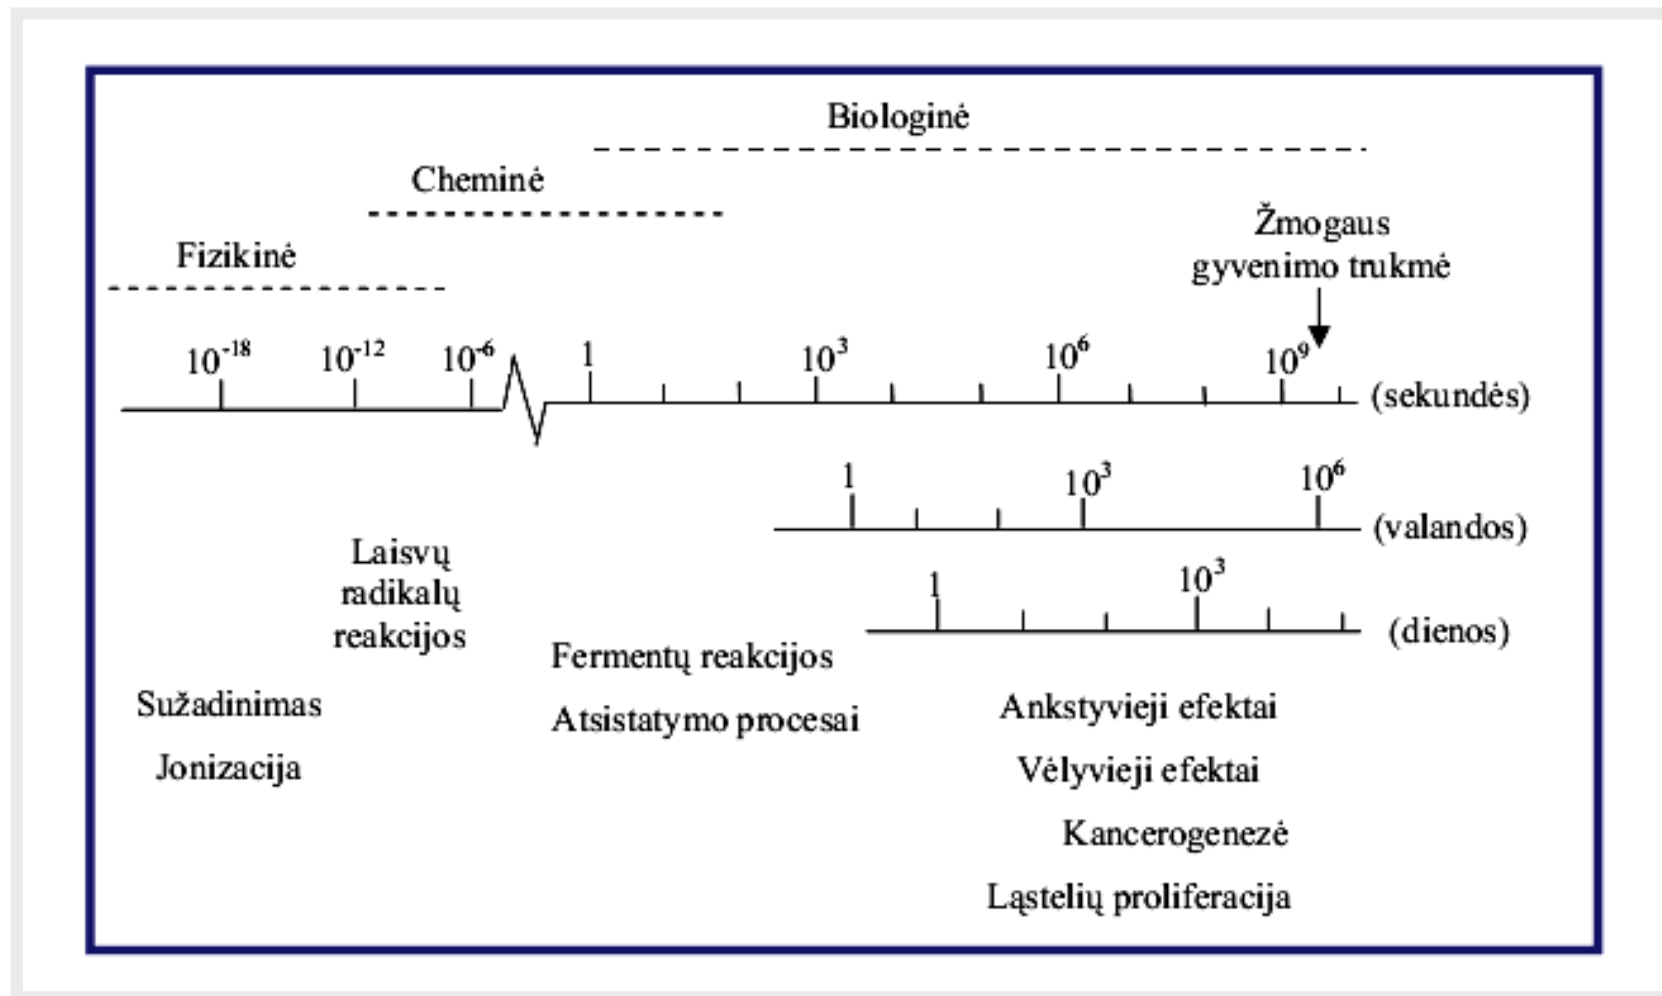 Biologinė
Cheminė
Fizikinė
Žmogaus
gyvenimo trukmė
10⁻¹⁸ 10⁻¹² 10⁻⁶ 1 10³ 10⁶ 10⁹
(sekundės)
1 10³ 10⁶
(valandos)
1 10³
(dienos)
Laisvų
radikalų
reakcijos
Fermentų reakcijos
Atsistatymo procesai
Sužadinimas
Jonizacija
Ankstyvieji efektai
Vėlyvieji efektai
Kancerogenezė
Ląstelių proliferacija